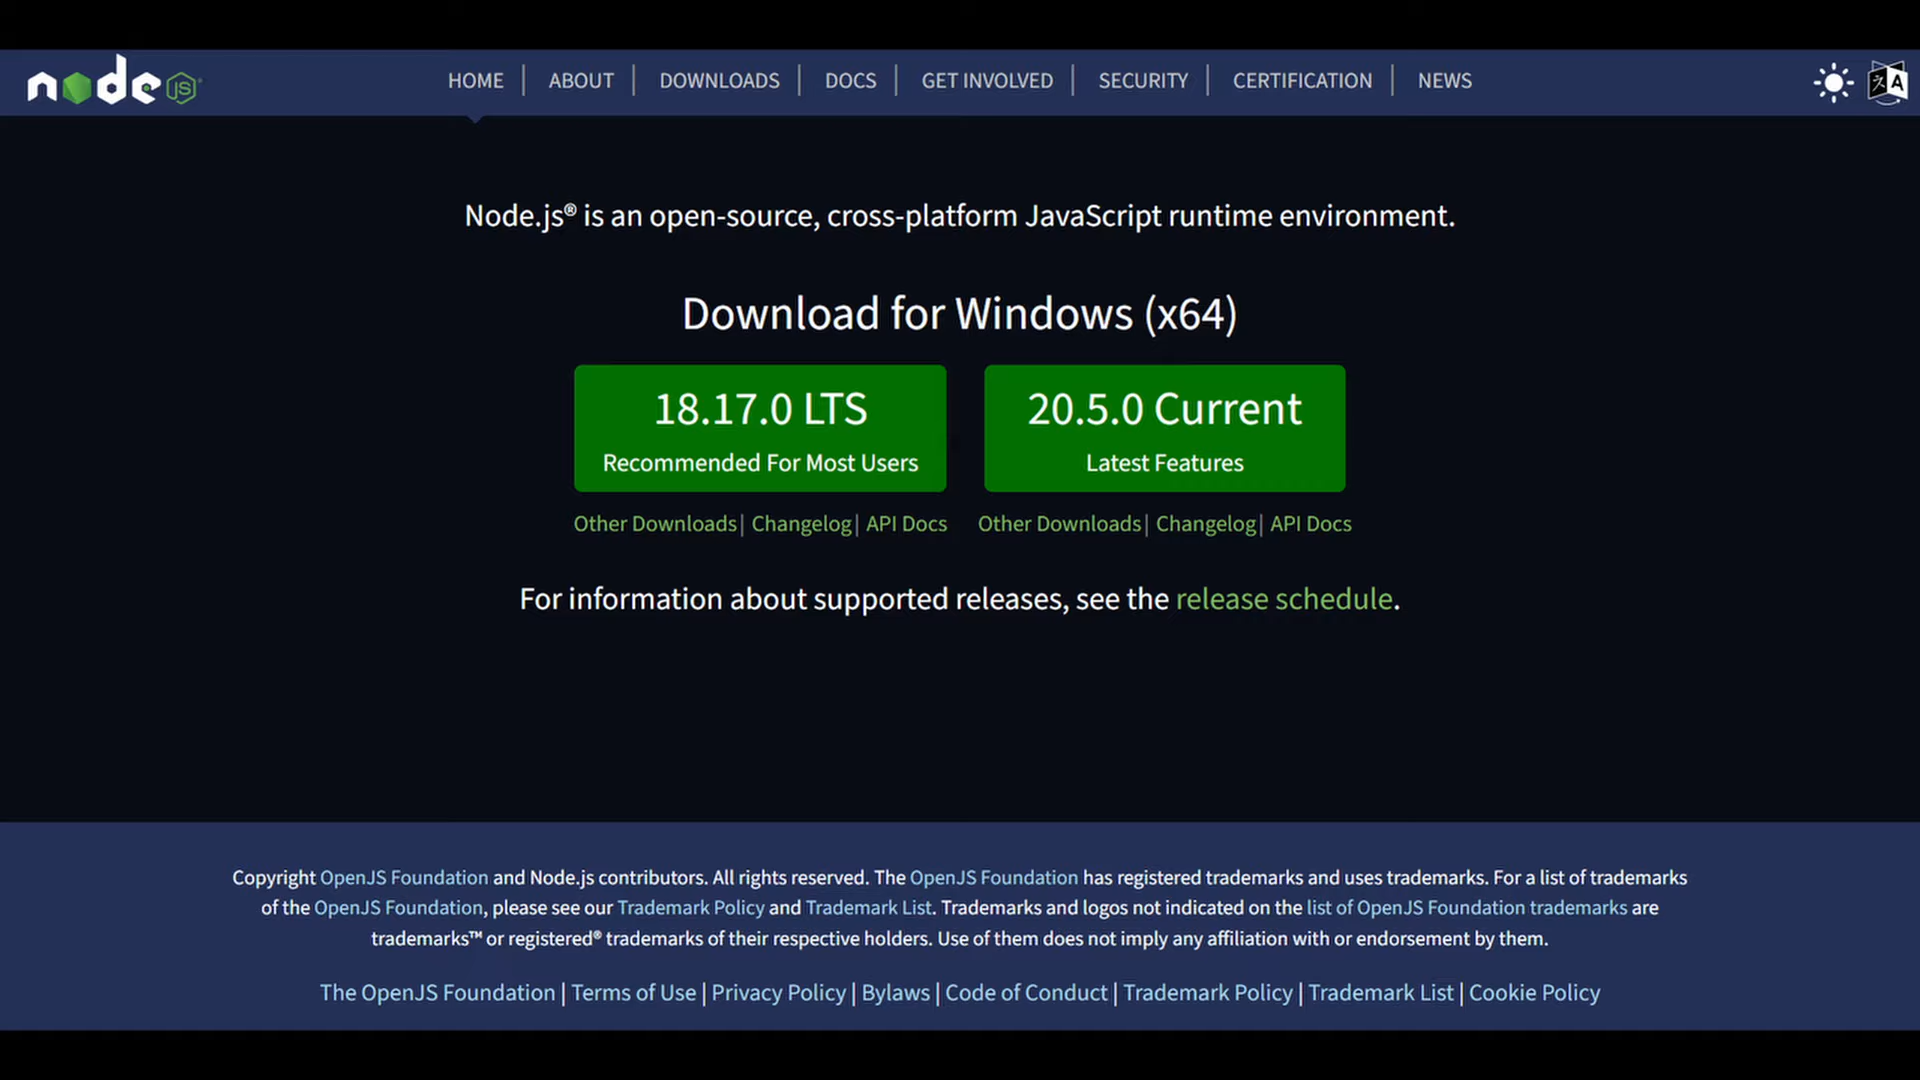 node JS
HOME | ABOUT | DOWNLOADS | DOCS | GET INVOLVED | SECURITY | CERTIFICATION | NEWS
Node.js® is an open-source, cross-platform JavaScript runtime environment.
Download for Windows (x64)
18.17.0 LTS
Recommended For Most Users
20.5.0 Current
Latest Features
Other Downloads | Changelog | API Docs
Other Downloads | Changelog | API Docs
For information about supported releases, see the release schedule.
Copyright OpenJS Foundation and Node.js contributors. All rights reserved. The OpenJS Foundation has registered trademarks and uses trademarks. For a list of trademarks
of the OpenJS Foundation, please see our Trademark Policy and Trademark List. Trademarks and logos not indicated on the list of OpenJS Foundation trademarks are
trademarks™ or registered® trademarks of their respective holders. Use of them does not imply any affiliation with or endorsement by them.
The OpenJS Foundation | Terms of Use | Privacy Policy | Bylaws | Code of Conduct | Trademark Policy | Trademark List | Cookie Policy